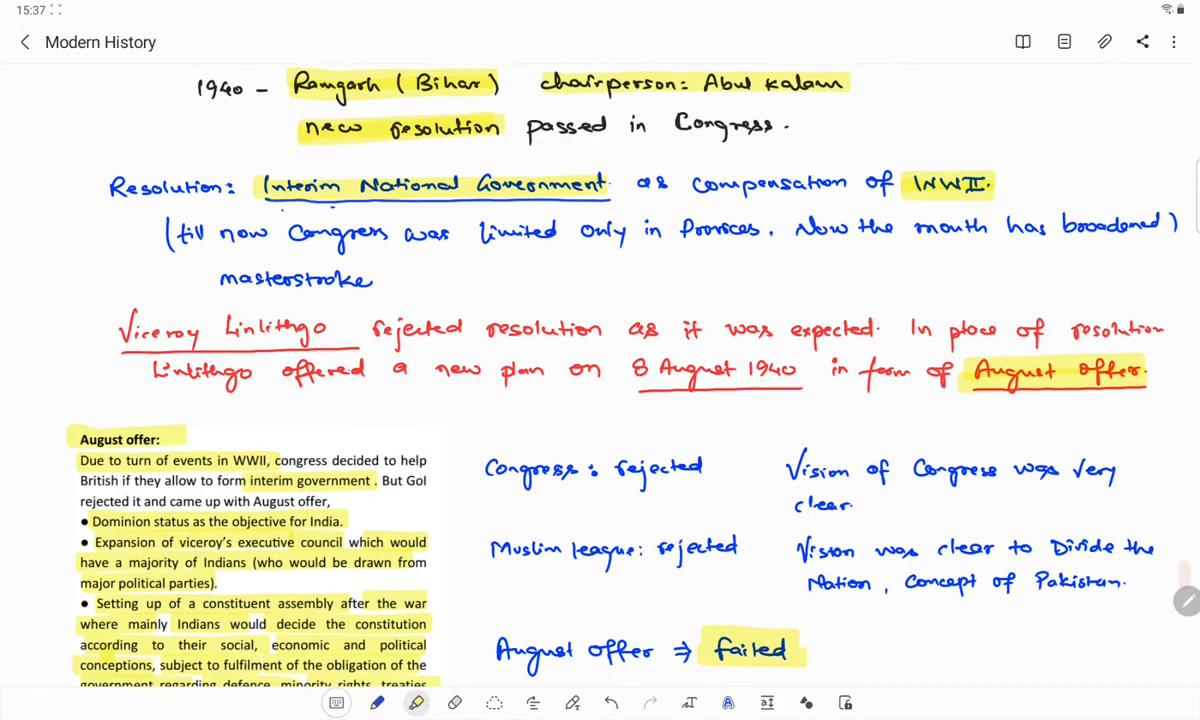 15:37
Modern History
1940 - Ramgarh (Bihar) chairperson: Abul kalam
new resolution passed in Congress.
Resolution: Interim National Government as compensation of WWII.
(till now Congress was limited only in Provices. Now the mouth has broadened)
masterstroke
Viceroy Linlithgo rejected resolution as it was expected. In place of resolution
Linlithgo offered a new plan on 8 August 1940 in form of August offer.
August offer:
Due to turn of events in WWII, congress decided to help
British if they allow to form interim government . But GoI
rejected it and came up with August offer,
• Dominion status as the objective for India.
• Expansion of viceroy's executive council which would
have a majority of Indians (who would be drawn from
major political parties).
• Setting up of a constituent assembly after the war
where mainly Indians would decide the constitution
according to their social, economic and political
conceptions, subject to fulfilment of the obligation of the
government regarding defence, minority rights, treaties
Congress: rejected
Vision of Congress was very
clear.
Muslim league: rejected
Vision was clear to Divide the
Nation, Concept of Pakistan.
August offer ⇒ failed